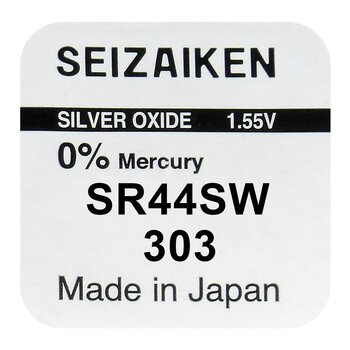 SEIZAIKEN
SILVER OXIDE 1.55V
0% Mercury
SR44SW
303
Made in Japan